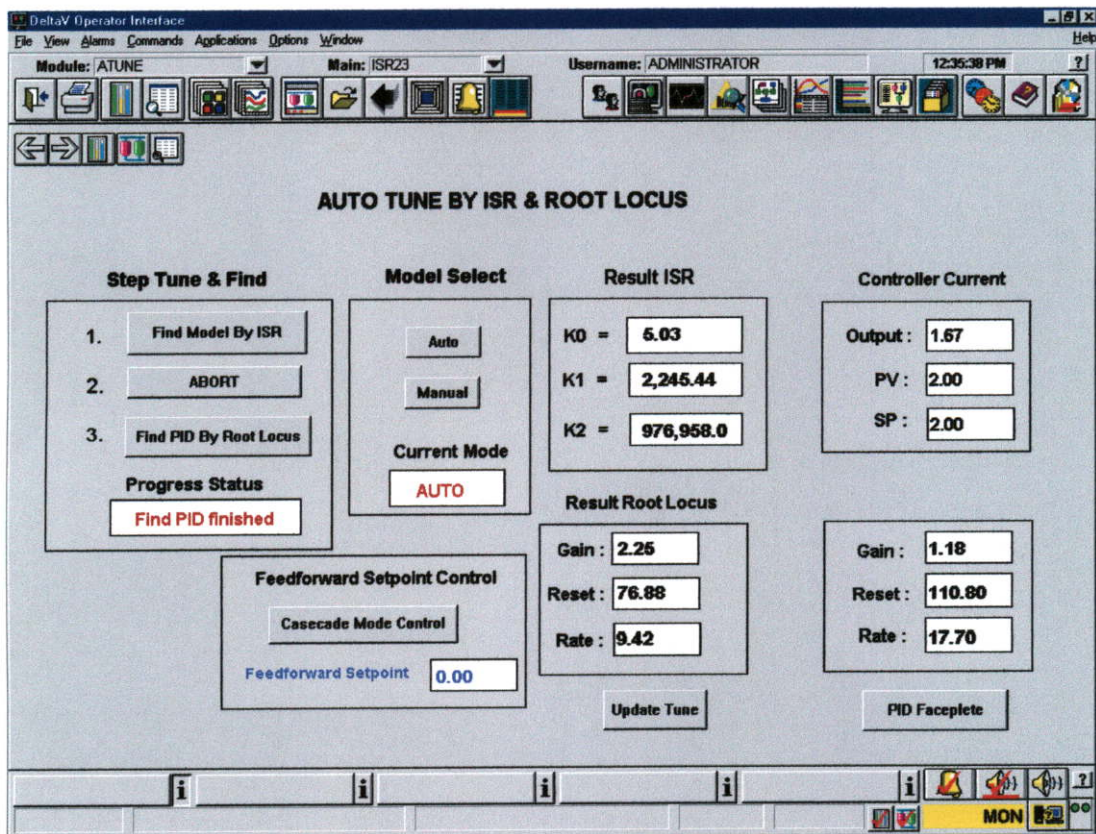 DeltaV Operator Interface
File View Alarms Commands Applications Options Window Help
Module: ATUNE Main: ISR23 Username: ADMINISTRATOR 12:35:38 PM ?
AUTO TUNE BY ISR & ROOT LOCUS
Step Tune & Find
1. Find Model By ISR
2. ABORT
3. Find PID By Root Locus
Progress Status
Find PID finished
Model Select
Auto
Manual
Current Mode
AUTO
Result ISR
K0 = 5.03
K1 = 2,245.44
K2 = 976,958.0
Controller Current
Output : 1.67
PV : 2.00
SP : 2.00
Feedforward Setpoint Control
Casecade Mode Control
Feedforward Setpoint 0.00
Result Root Locus
Gain : 2.25
Reset : 76.88
Rate : 9.42
Update Tune
Gain : 1.18
Reset : 110.80
Rate : 17.70
PID Faceplete
i i i i i ?
MON